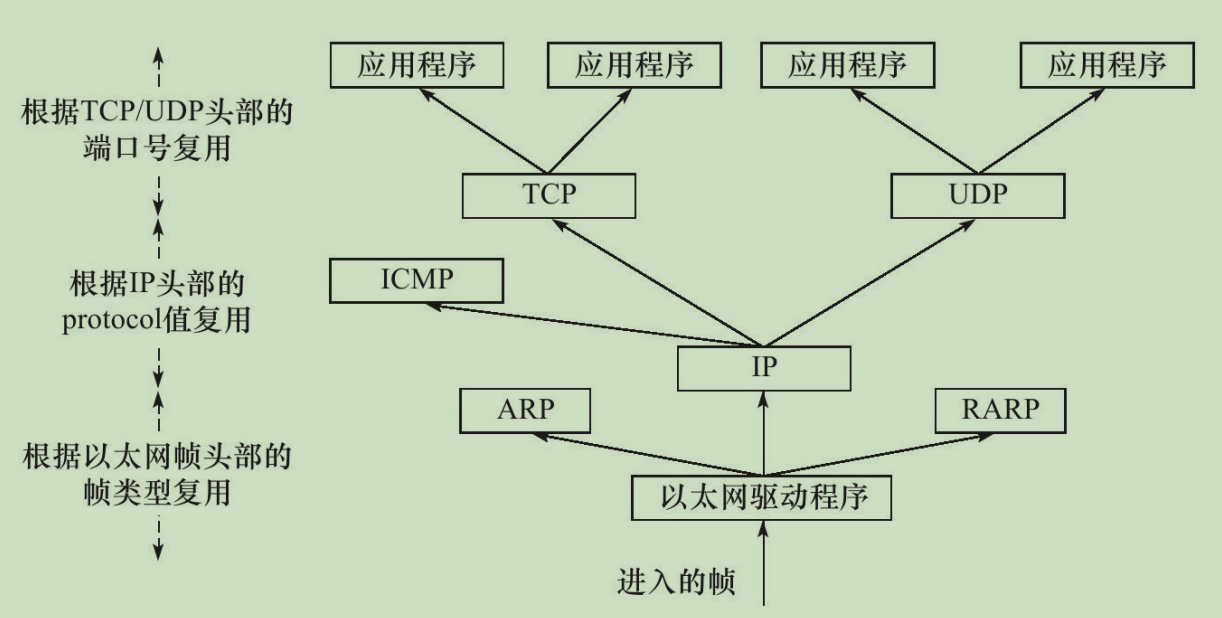 应用程序 应用程序 应用程序 应用程序
根据TCP/UDP头部的
端口号复用
TCP UDP
ICMP
根据IP头部的
protocol值复用
IP
ARP RARP
根据以太网帧头部的
帧类型复用
以太网驱动程序
进入的帧